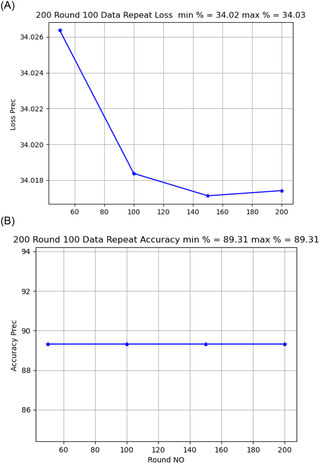 (A)
200 Round 100 Data Repeat Loss min % = 34.02 max % = 34.03
34.026
34.024
34.022
34.020
34.018
Loss Prec
60 80 100 120 140 160 180 200
(B)
200 Round 100 Data Repeat Accuracy min % = 89.31 max % = 89.31
94
92
90
88
86
Accuracy Prec
60 80 100 120 140 160 180 200
Round NO